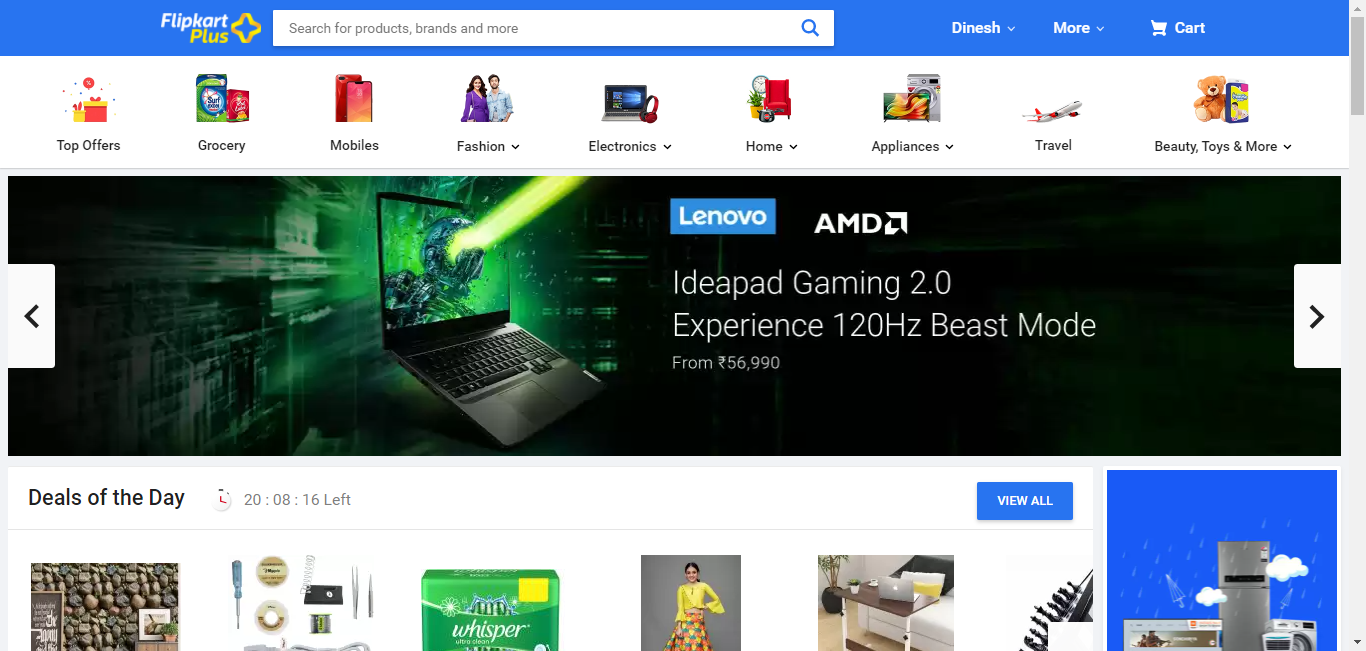 Flipkart
Plus
Search for products, brands and more
Dinesh
More
Cart
Top Offers
Grocery
Mobiles
Fashion
Electronics
Home
Appliances
Travel
Beauty, Toys & More
Lenovo
AMD
Ideapad Gaming 2.0
Experience 120Hz Beast Mode
From ₹56,990
Deals of the Day
20 : 08 : 16 Left
VIEW ALL
whisper
ultra clean